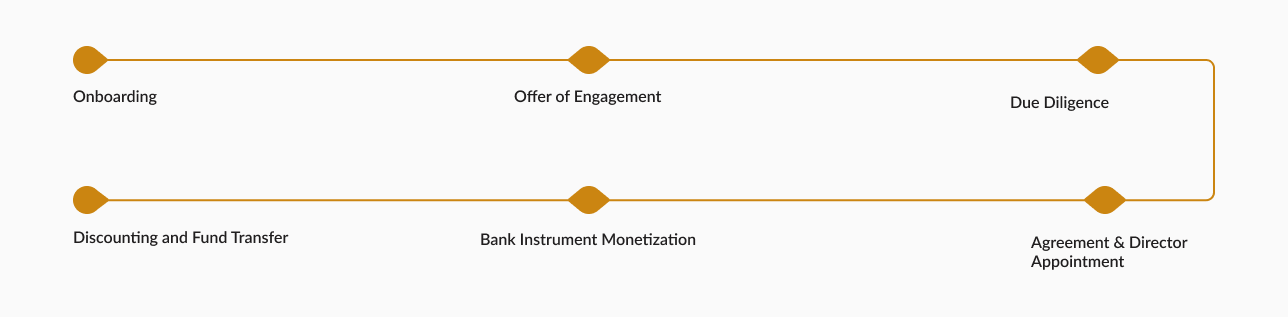 Onboarding
Offer of Engagement
Due Diligence
Discounting and Fund Transfer
Bank Instrument Monetization
Agreement & Director
Appointment